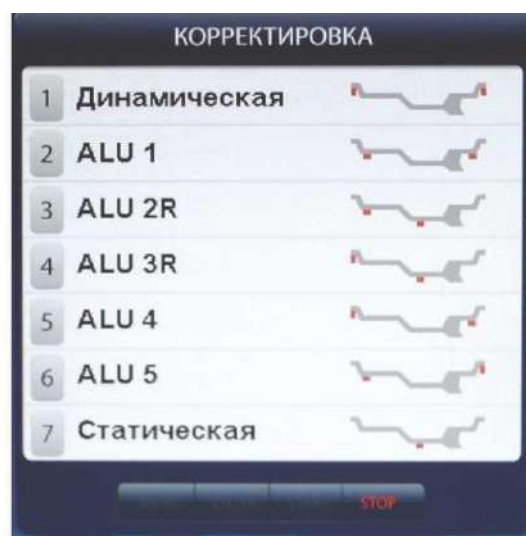 КОРРЕКТИРОВКА
1 Динамическая
2 ALU 1
3 ALU 2R
4 ALU 3R
5 ALU 4
6 ALU 5
7 Статическая
STOP